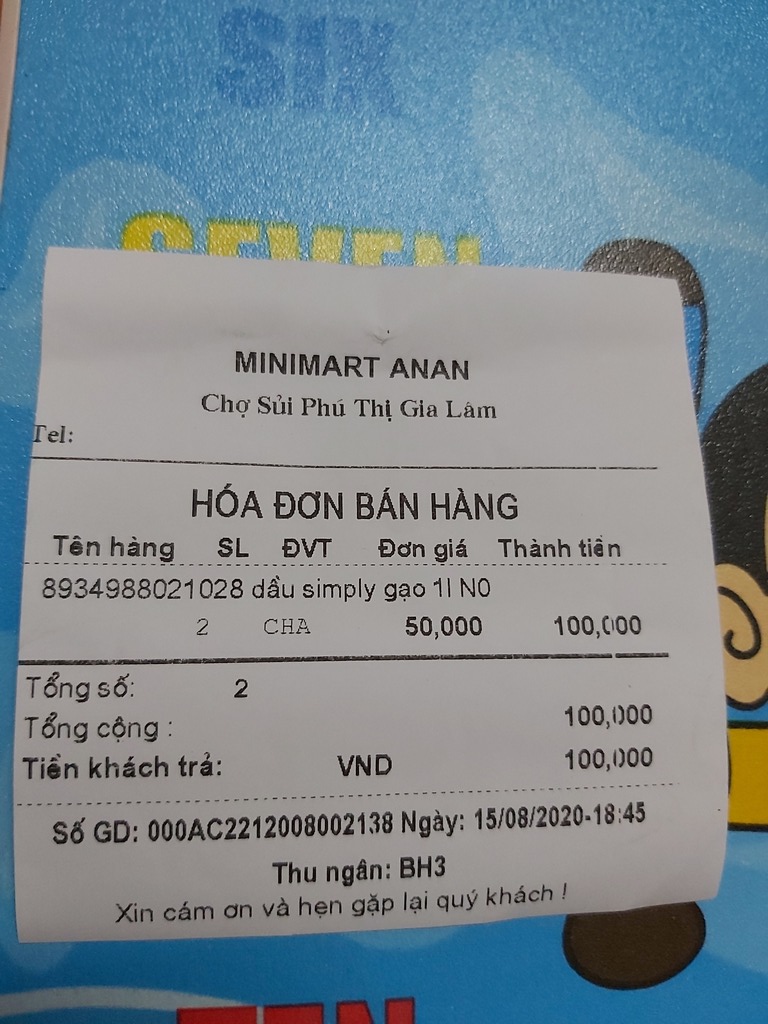 SIX
SEVEN
MINIMART ANAN
Chợ Sủi Phú Thị Gia Lâm
Tel:
HÓA ĐƠN BÁN HÀNG
Tên hàng SL ĐVT Đơn giá Thành tiền
8934988021028 dầu simply gạo 1l N0
2 CHA 50,000 100,000
Tổng số: 2
Tổng cộng : 100,000
Tiền khách trả: VND 100,000
Số GD: 000AC2212008002138 Ngày: 15/08/2020-18:45
Thu ngân: BH3
Xin cám ơn và hẹn gặp lại quý khách !
TEN